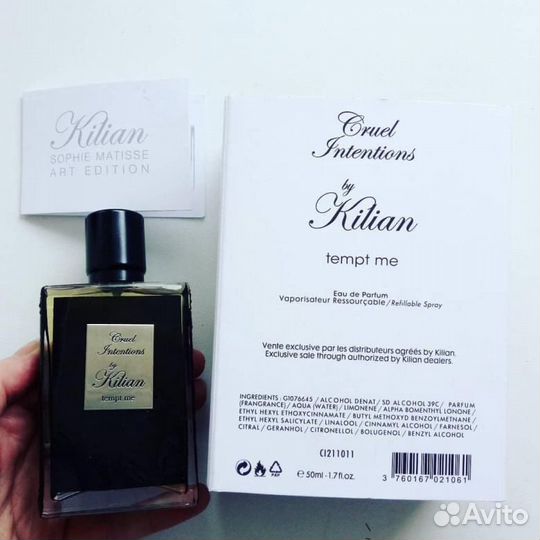 Kilian
SOPHIE MATISSE
ART EDITION
Cruel
Intentions
by
Kilian
tempt me
Eau de Parfum
Vaporisateur Ressourçable / Refillable Spray
Vente exclusive par les distributeurs agréés by Kilian.
Exclusive sale through authorized by Kilian dealers.
INGREDIENTS: G1076645 / ALCOHOL DENAT / SD ALCOHOL 39C / PARFUM
(FRANGRANCE) / AQUA (WATER) / LIMONENE / ALPHA BOMENTHYL LONONE /
ETHYL HEXYL ETHOXYCINNAMATE / BUTYL METHOXYD BENZOYLMETNANE /
ETHYL HEXYL SALICYLATE / LINALOOL / CINNAMYL ALCOHOL / FARNESOL /
CITRAL / GERANHOL / CITRONELLOL / BOLUGENOL / BENZYL ALCOHOL
CI211011
e 50ml - 1.7fl.oz.
3 760167 021061
Cruel
Intentions
by
Kilian
tempt me
Avito